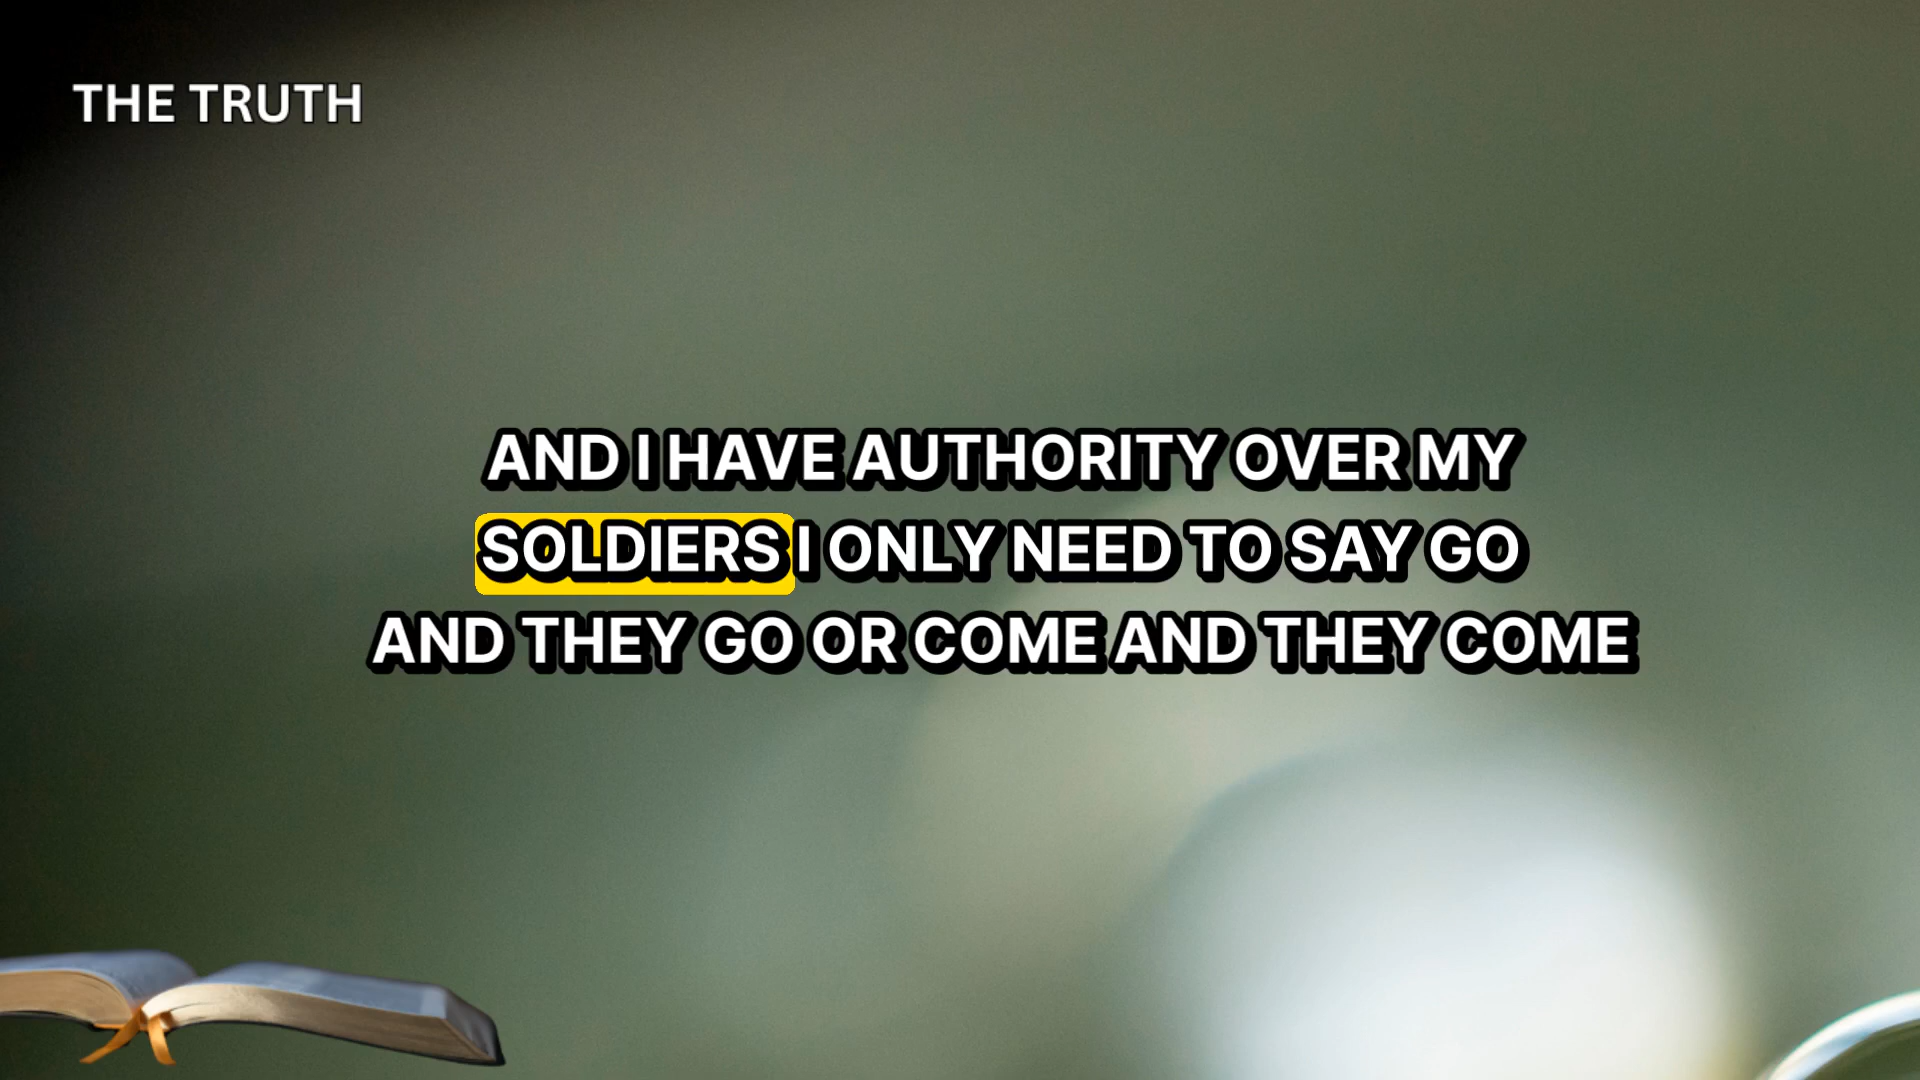 THE TRUTH
AND I HAVE AUTHORITY OVER MY
SOLDIERS I ONLY NEED TO SAY GO
AND THEY GO OR COME AND THEY COME